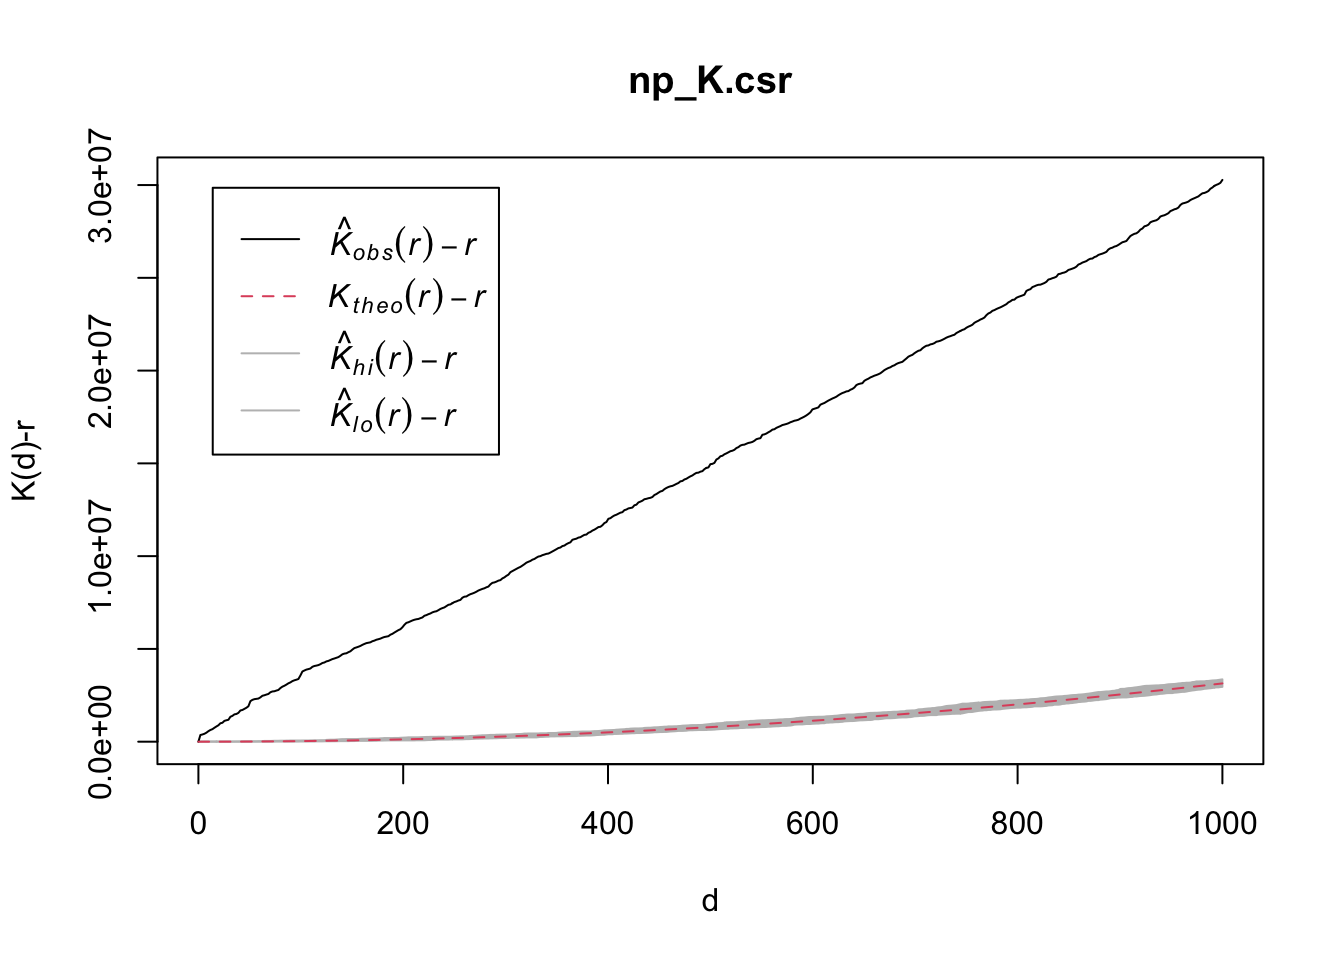 np_K.csr
K̂obs(r) − r
Ktheo(r) − r
K̂hi(r) − r
K̂lo(r) − r
K(d)-r
3.0e+07
2.0e+07
1.0e+07
0.0e+00
0 200 400 600 800 1000
d